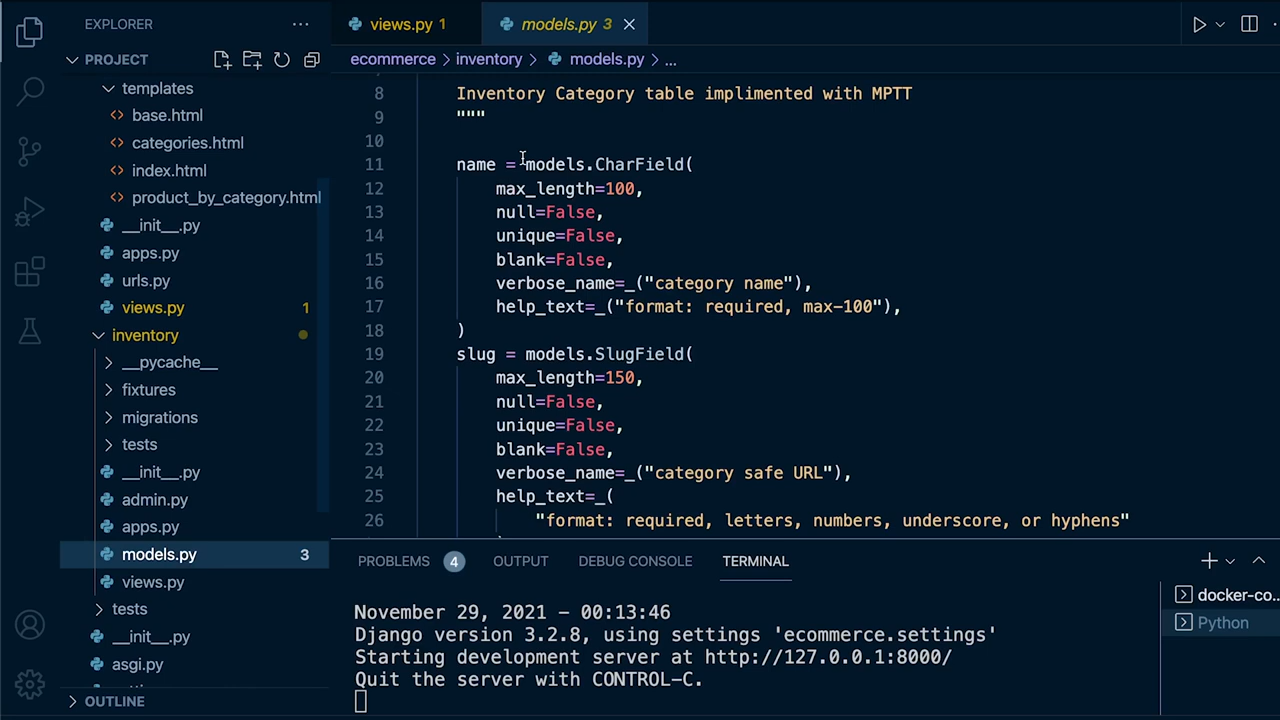 EXPLORER
PROJECT
templates
base.html
categories.html
index.html
product_by_category.html
__init__.py
apps.py
urls.py
views.py 1
inventory
__pycache__
fixtures
migrations
tests
__init__.py
admin.py
apps.py
models.py 3
views.py
tests
__init__.py
asgi.py
OUTLINE
views.py 1
models.py 3
ecommerce > inventory > models.py > ...
8 Inventory Category table implimented with MPTT
9 """
10
11 name = models.CharField(
12 max_length=100,
13 null=False,
14 unique=False,
15 blank=False,
16 verbose_name=_("category name"),
17 help_text=_("format: required, max-100"),
18 )
19 slug = models.SlugField(
20 max_length=150,
21 null=False,
22 unique=False,
23 blank=False,
24 verbose_name=_("category safe URL"),
25 help_text=_(
26 "format: required, letters, numbers, underscore, or hyphens"
PROBLEMS 4 OUTPUT DEBUG CONSOLE TERMINAL
November 29, 2021 - 00:13:46
Django version 3.2.8, using settings 'ecommerce.settings'
Starting development server at http://127.0.0.1:8000/
Quit the server with CONTROL-C.
docker-co...
Python